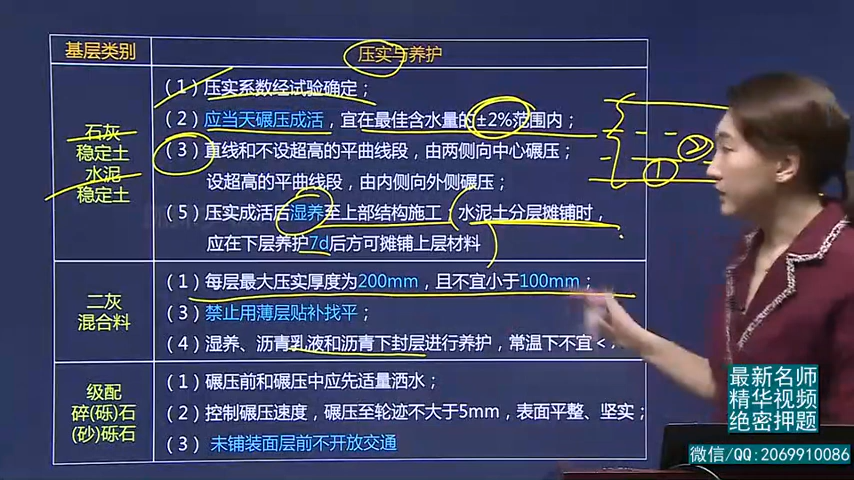 基层类别
压实与养护
石灰
稳定土
水泥
稳定土
（1）压实系数经试验确定；
（2）应当天碾压成活，宜在最佳含水量的±2%范围内；
（3）直线和不设超高的平曲线段，由两侧向中心碾压；
设超高的平曲线段，由内侧向外侧碾压；
（5）压实成活后湿养至上部结构施工，水泥土分层摊铺时，
应在下层养护7d后方可摊铺上层材料
二灰
混合料
（1）每层最大压实厚度为200mm，且不宜小于100mm；
（3）禁止用薄层贴补找平；
（4）湿养、沥青乳液和沥青下封层进行养护，常温下不宜<
级配
碎(砾)石
(砂)砾石
（1）碾压前和碾压中应先适量洒水；
（2）控制碾压速度，碾压至轮迹不大于5mm，表面平整、坚实；
（3）未铺装面层前不开放交通
②
①
最新名师
精华视频
绝密押题
微信/QQ:2069910086